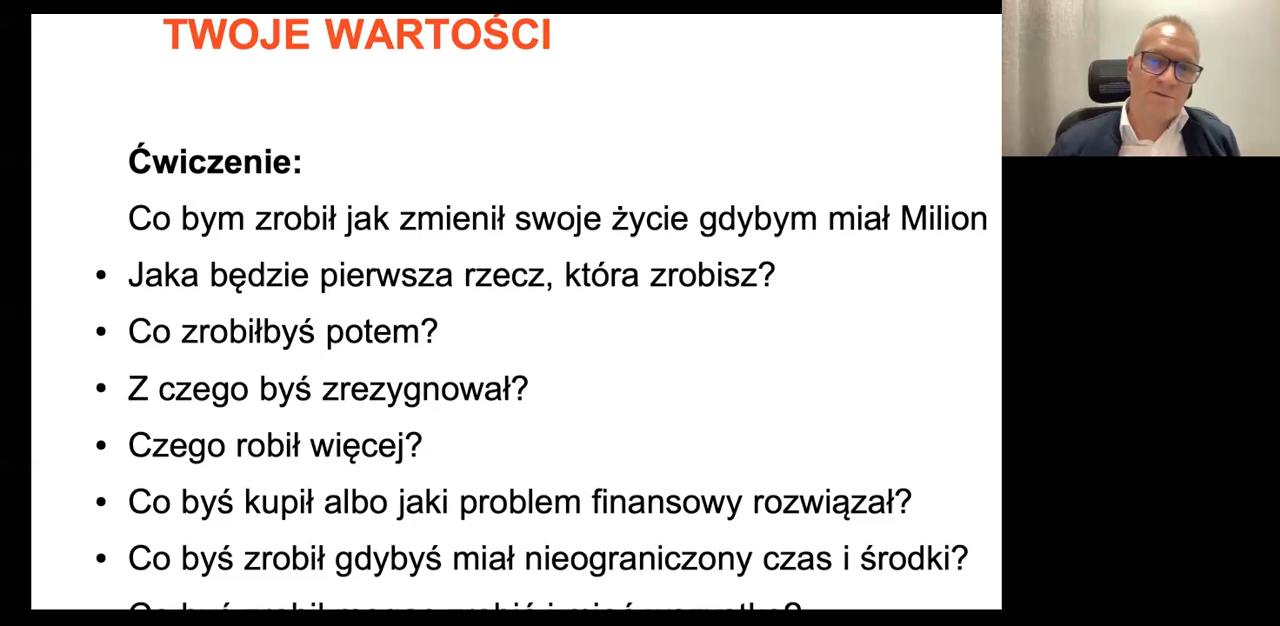 TWOJE WARTOŚCI
Ćwiczenie:
Co bym zrobił jak zmienił swoje życie gdybym miał Milion
• Jaka będzie pierwsza rzecz, która zrobisz?
• Co zrobiłbyś potem?
• Z czego byś zrezygnował?
• Czego robił więcej?
• Co byś kupił albo jaki problem finansowy rozwiązał?
• Co byś zrobił gdybyś miał nieograniczony czas i środki?